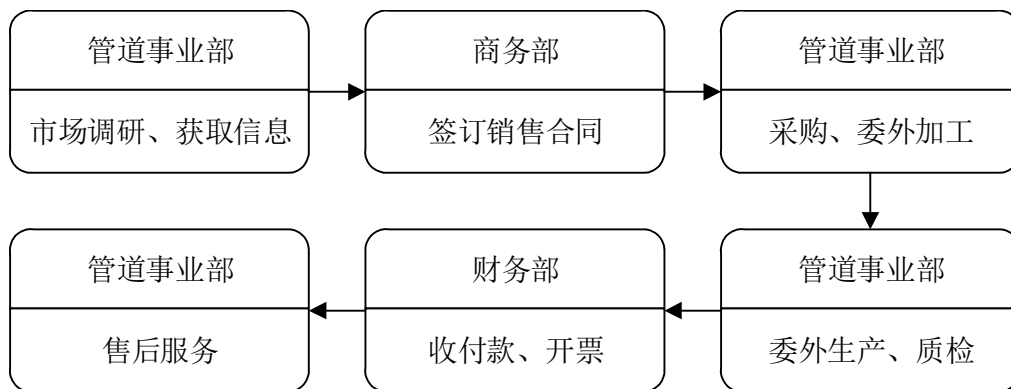 管道事业部
市场调研、获取信息
商务部
签订销售合同
管道事业部
采购、委外加工
管道事业部
委外生产、质检
财务部
收付款、开票
管道事业部
售后服务